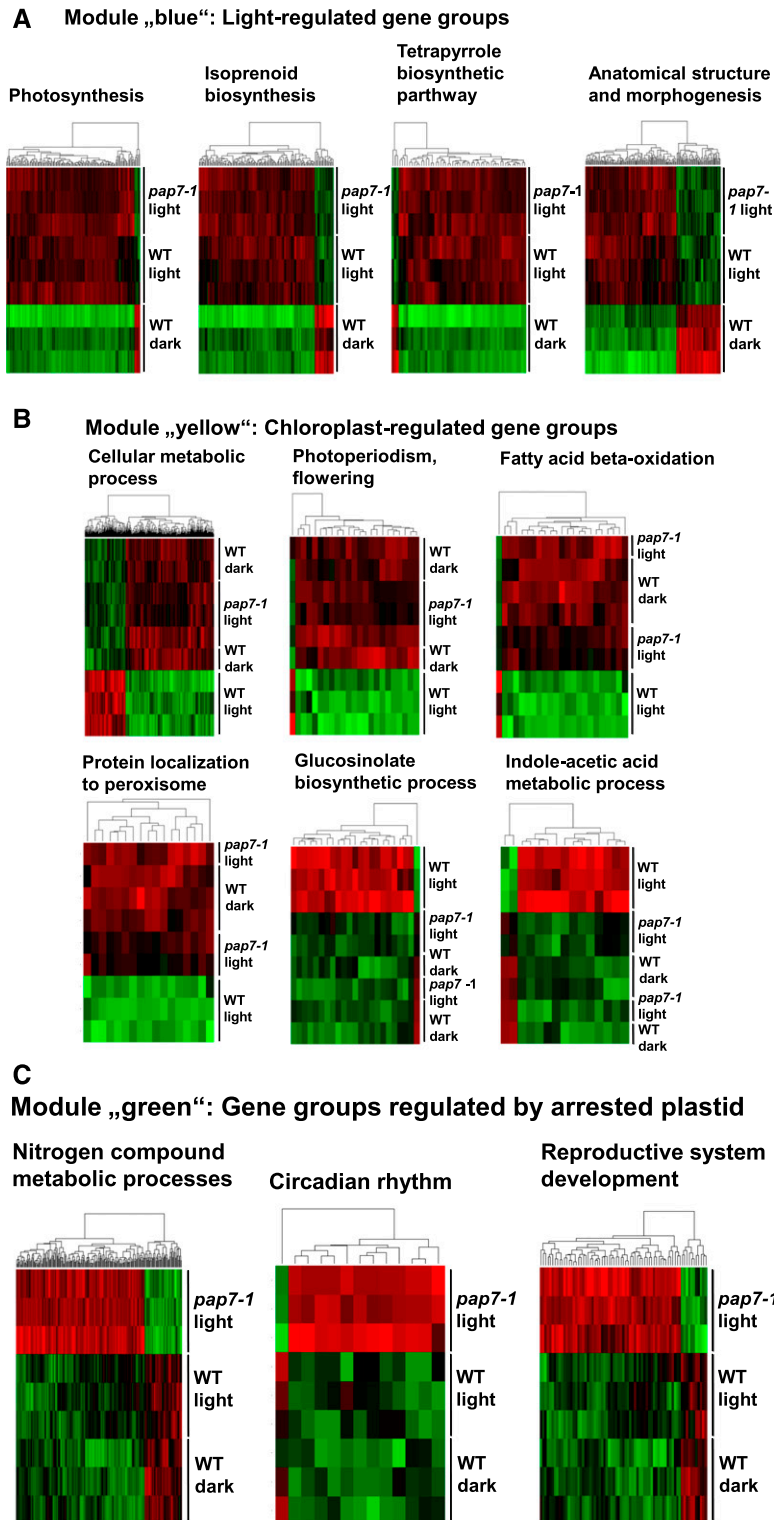 A
Module „blue“: Light-regulated gene groups
Photosynthesis
Isoprenoid
biosynthesis
Tetrapyrrole
biosynthetic
parthway
Anatomical structure
and morphogenesis
pap7-1
light
WT
light
WT
dark
pap7-1
light
WT
light
WT
dark
pap7-1
light
WT
light
WT
dark
pap7-
1 light
WT
light
WT
dark
B
Module „yellow“: Chloroplast-regulated gene groups
Cellular metabolic
process
Photoperiodism,
flowering
Fatty acid beta-oxidation
WT
dark
pap7-1
light
WT
dark
WT
light
WT
dark
pap7-1
light
WT
dark
WT
light
pap7-1
light
WT
dark
pap7-1
light
WT
light
Protein localization
to peroxisome
Glucosinolate
biosynthetic process
Indole-acetic acid
metabolic process
pap7-1
light
WT
dark
pap7-1
light
WT
light
WT
light
pap7-1
light
WT
dark
pap7 -1
light
WT
dark
WT
light
pap7-1
light
WT
dark
pap7-1
light
WT
dark
C
Module „green“: Gene groups regulated by arrested plastid
Nitrogen compound
metabolic processes
Circadian rhythm
Reproductive system
development
pap7-1
light
WT
light
WT
dark
pap7-1
light
WT
light
WT
dark
pap7-1
light
WT
light
WT
dark